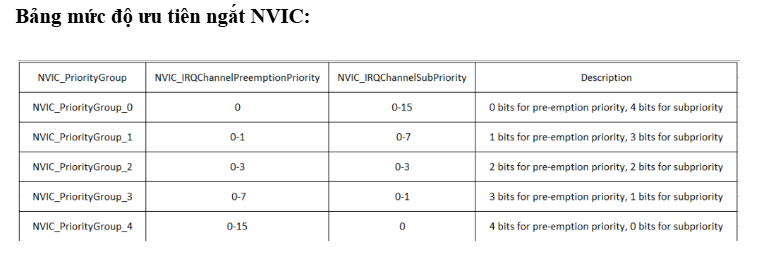 Bảng mức độ ưu tiên ngắt NVIC:
NVIC_PriorityGroup NVIC_IRQChannelPreemptionPriority NVIC_IRQChannelSubPriority Description
NVIC_PriorityGroup_0 0 0-15 0 bits for pre-emption priority, 4 bits for subpriority
NVIC_PriorityGroup_1 0-1 0-7 1 bits for pre-emption priority, 3 bits for subpriority
NVIC_PriorityGroup_2 0-3 0-3 2 bits for pre-emption priority, 2 bits for subpriority
NVIC_PriorityGroup_3 0-7 0-1 3 bits for pre-emption priority, 1 bits for subpriority
NVIC_PriorityGroup_4 0-15 0 4 bits for pre-emption priority, 0 bits for subpriority